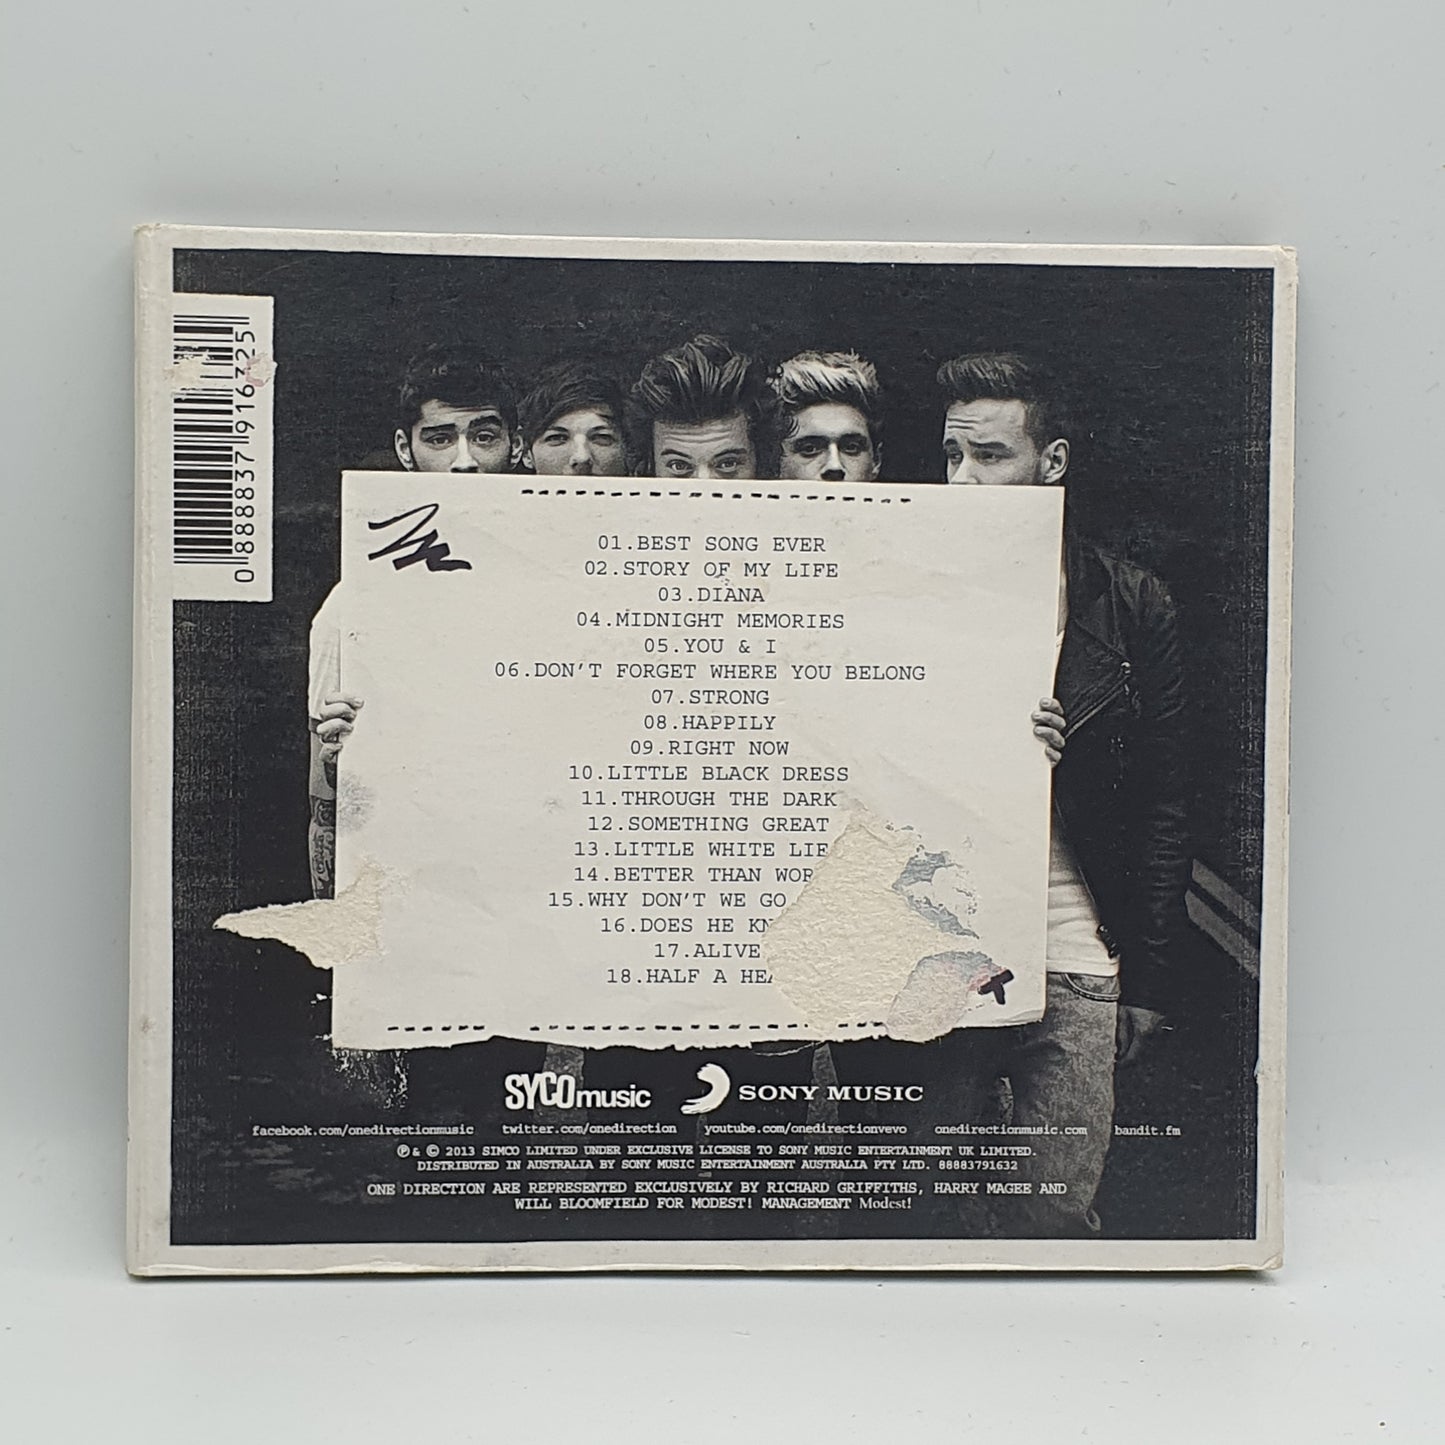 0888837916325
01.BEST SONG EVER
02.STORY OF MY LIFE
03.DIANA
04.MIDNIGHT MEMORIES
05.YOU & I
06.DON'T FORGET WHERE YOU BELONG
07.STRONG
08.HAPPILY
09.RIGHT NOW
10.LITTLE BLACK DRESS
11.THROUGH THE DARK
12.SOMETHING GREAT
13.LITTLE WHITE LIE
14.BETTER THAN WOR
15.WHY DON'T WE GO
16.DOES HE KN
17.ALIVE
18.HALF A HEA
SYCOmusic SONY MUSIC
facebook.com/onedirectionmusic twitter.com/onedirection youtube.com/onedirectionvevo onedirectionmusic.com bandit.fm
℗ & © 2013 SIMCO LIMITED UNDER EXCLUSIVE LICENSE TO SONY MUSIC ENTERTAINMENT UK LIMITED.
DISTRIBUTED IN AUSTRALIA BY SONY MUSIC ENTERTAINMENT AUSTRALIA PTY LTD. 88883791632
ONE DIRECTION ARE REPRESENTED EXCLUSIVELY BY RICHARD GRIFFITHS, HARRY MAGEE AND
WILL BLOOMFIELD FOR MODEST! MANAGEMENT Modest!